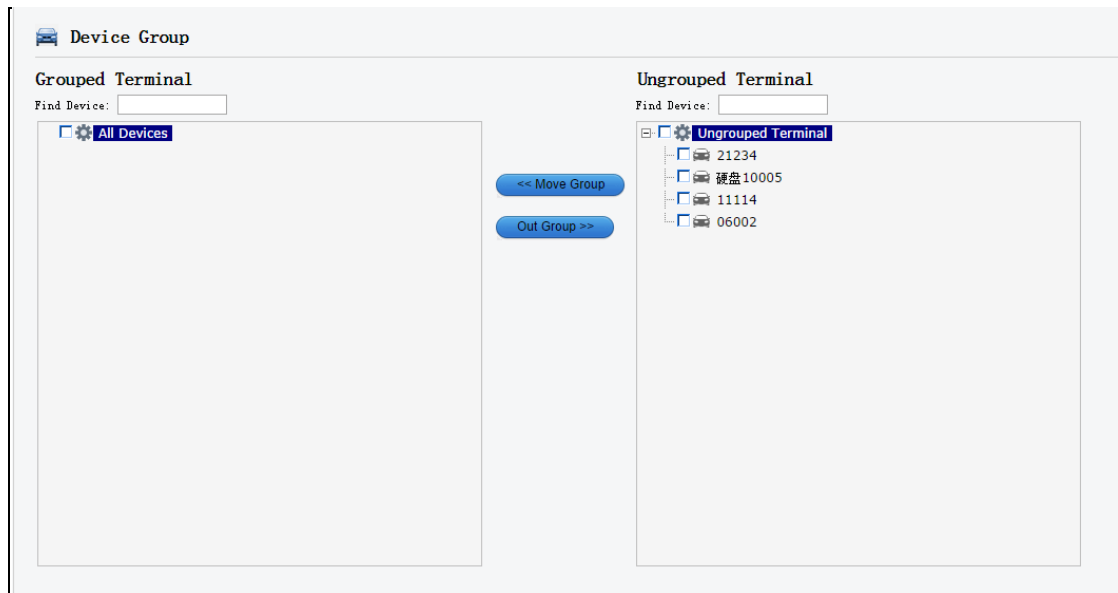 Device Group
Grouped Terminal
Find Device:
All Devices
<< Move Group
Out Group >>
Ungrouped Terminal
Find Device:
Ungrouped Terminal
21234
硬盘10005
11114
06002